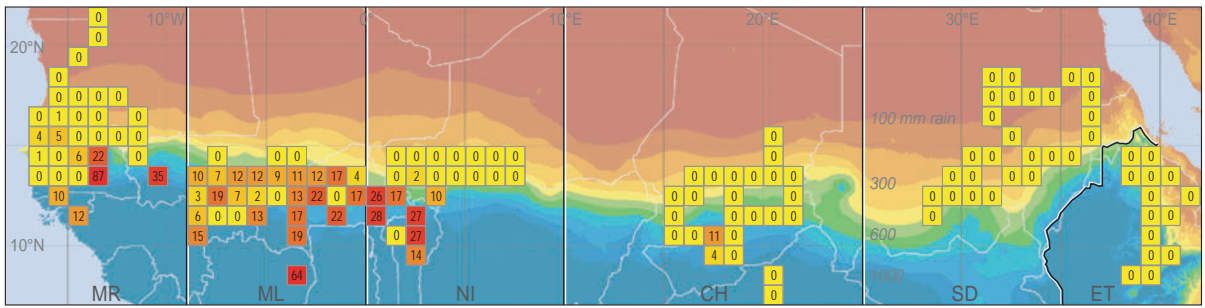 0 10°W 0° 10°E 20°E 30°E 40°E
0
20°N
0
0 0 0 0 0
0 0 0 0 0 0 0 0 0
0 1 0 0 0 100 mm rain 0 0
4 5 0 0 0 0 0 0 0
1 0 6 22 0 0 0 0 0 0 0 0 0 0 0 0 0 0 0 0 0 0 0
0 0 0 87 35 10 7 12 12 9 11 12 17 4 0 2 0 0 0 0 0 0 0 0 0 0 0 300 0 0 0 0 0 0 0
10 3 19 7 2 0 13 22 0 17 26 17 10 0 0 0 0 0 0 0 0 0 0
12 6 0 0 13 17 22 28 27 0 0 0 0 0 0 0 0
15 19 0 27 0 0 11 0 600 0
10°N
14 4 0 0 0
64 0 1000 0 0
MR ML NI CH 0 SD ET